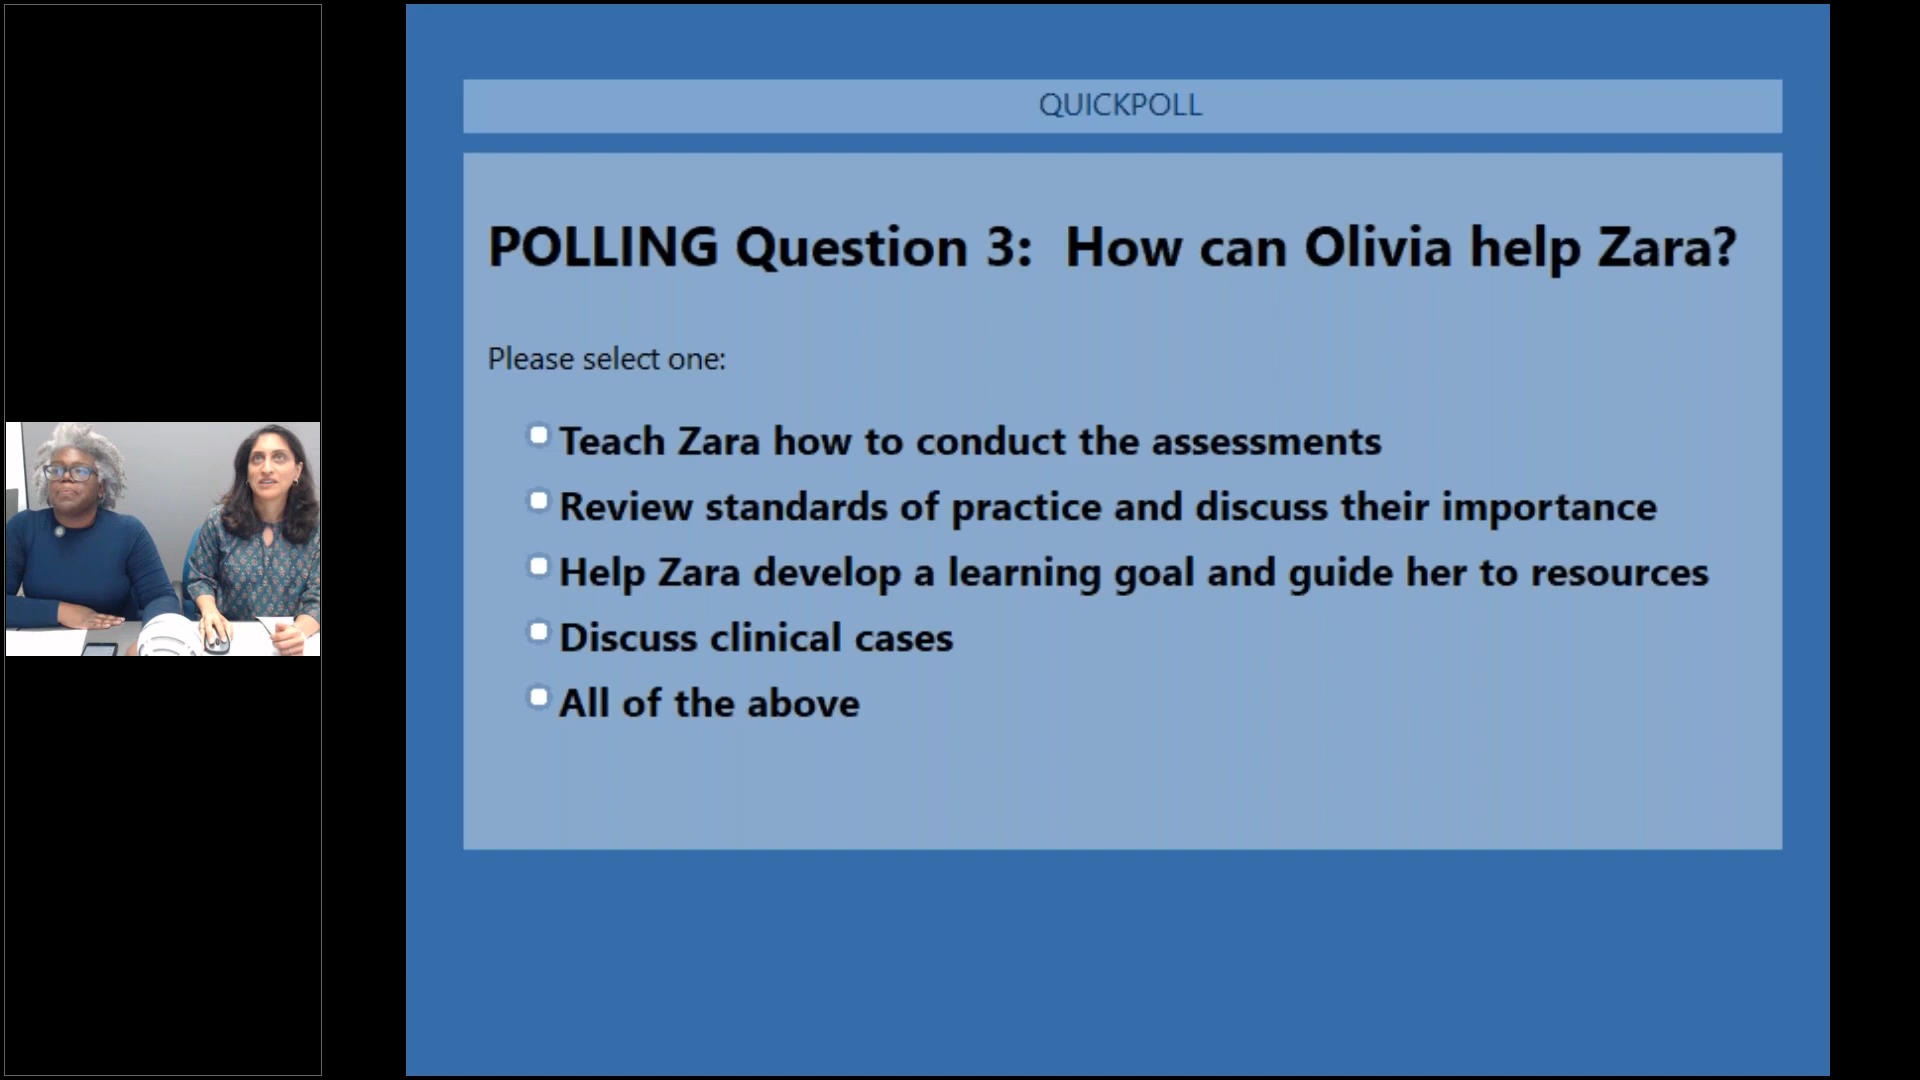 QUICKPOLL
POLLING Question 3:  How can Olivia help Zara?
Please select one:
Teach Zara how to conduct the assessments
Review standards of practice and discuss their importance
Help Zara develop a learning goal and guide her to resources
Discuss clinical cases
All of the above